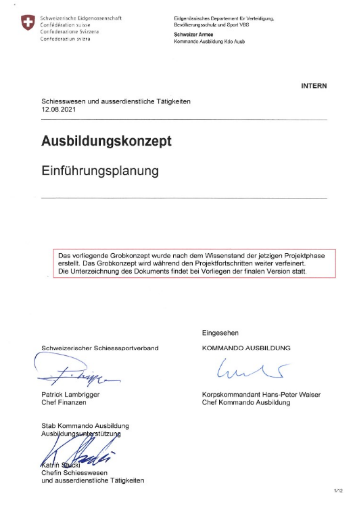 Schweizerische Eidgenossenschaft
Confédération suisse
Confederazione Svizzera
Confederaziun svizra
Eidgenössisches Departement für Verteidigung,
Bevölkerungsschutz und Sport VBS
Schweizer Armee
Kommando Ausbildung Kdo Ausb
INTERN
Schiesswesen und ausserdienstliche Tätigkeiten
12.08.2021
Ausbildungskonzept
Einführungsplanung
Das vorliegende Grobkonzept wurde nach dem Wissenstand der jetzigen Projektphase
erstellt. Das Grobkonzept wird während den Projektfortschritten weiter verfeinert.
Die Unterzeichnung des Dokuments findet bei Vorliegen der finalen Version statt.
Eingesehen
Schweizerischer Schiesssportverband
KOMMANDO AUSBILDUNG
Patrick Lambrigger
Chef Finanzen
Korpskommandant Hans-Peter Walser
Chef Kommando Ausbildung
Stab Kommando Ausbildung
Ausbildungsunterstützung
Katrin Stucki
Chefin Schiesswesen
und ausserdienstliche Tätigkeiten
1/12